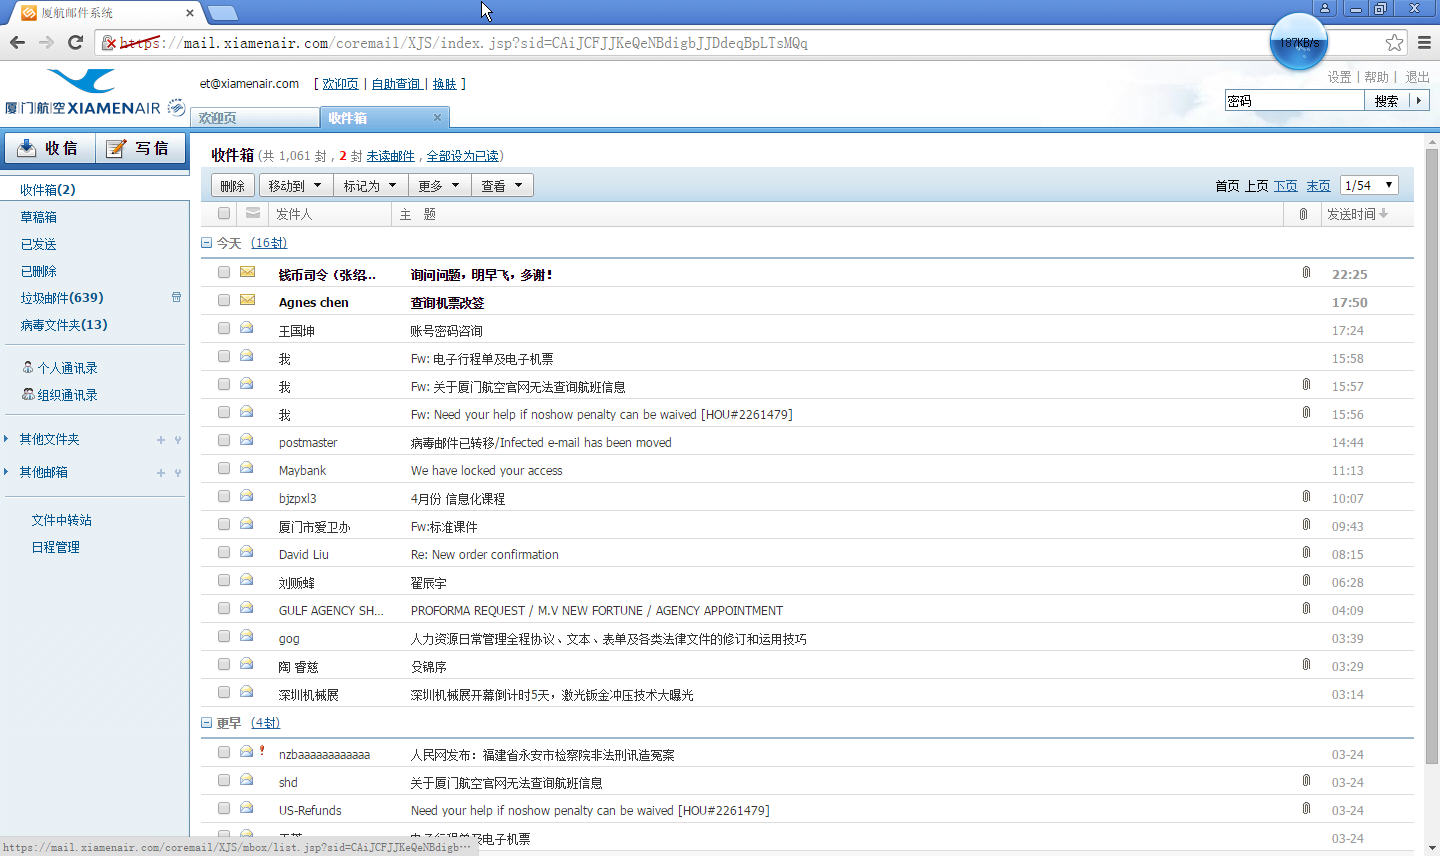 厦航邮件系统
https://mail.xiamenair.com/coremail/XJS/index.jsp?sid=CAiJCFJJKeQeNBdigbJJDdeqBpLTsMQq
187KB/s
厦门航空XIAMENAIR
et@xiamenair.com [ 欢迎页 | 自助查询 | 换肤 ]
设置 | 帮助 | 退出
密码 搜索
欢迎页 收件箱
收信 写信
收件箱(2)
草稿箱
已发送
已删除
垃圾邮件(639)
病毒文件夹(13)
个人通讯录
组织通讯录
其他文件夹
其他邮箱
文件中转站
日程管理
收件箱 (共 1,061 封 , 2 封 未读邮件 , 全部设为已读)
删除 移动到 标记为 更多 查看 首页 上页 下页 末页 1/54
发件人 主 题 发送时间
今天 (16封)
钱币司令（张绍... 询问问题，明早飞，多谢！ 22:25
Agnes chen 查询机票改签 17:50
王国坤 账号密码咨询 17:24
我 Fw: 电子行程单及电子机票 15:58
我 Fw: 关于厦门航空官网无法查询航班信息 15:57
我 Fw: Need your help if noshow penalty can be waived [HOU#2261479] 15:56
postmaster 病毒邮件已转移/Infected e-mail has been moved 14:44
Maybank We have locked your access 11:13
bjzpxl3 4月份 信息化课程 10:07
厦门市爱卫办 Fw:标准课件 09:43
David Liu Re: New order confirmation 08:15
刘贩蜂 翟辰宇 06:28
GULF AGENCY SH... PROFORMA REQUEST / M.V NEW FORTUNE / AGENCY APPOINTMENT 04:09
gog 人力资源日常管理全程协议、文本、表单及各类法律文件的修订和运用技巧 03:39
陶 睿慈 殳锦序 03:29
深圳机械展 深圳机械展开幕倒计时5天，激光钣金冲压技术大曝光 03:14
更早 (4封)
nzbaaaaaaaaaaaa 人民网发布：福建省永安市检察院非法刑讯造冤案 03-24
shd 关于厦门航空官网无法查询航班信息 03-24
US-Refunds Need your help if noshow penalty can be waived [HOU#2261479] 03-24
电子行程单及电子机票 03-24
https://mail.xiamenair.com/coremail/XJS/mbox/list.jsp?sid=CAiJCFJJKeQeNBdigb...